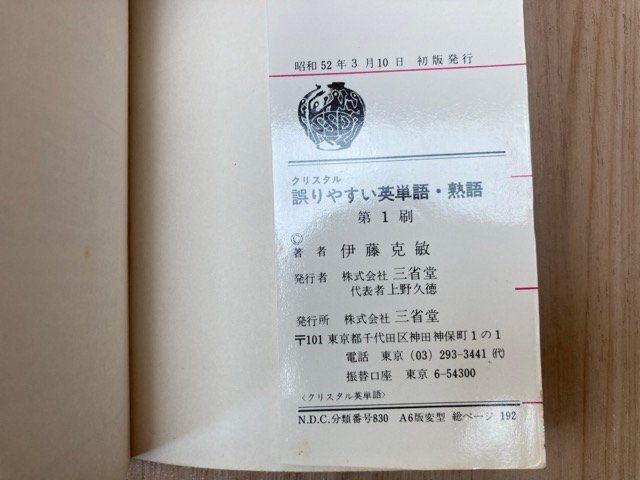 昭和52年3月10日 初版発行
クリスタル
誤りやすい英単語・熟語
第1刷
©
著者 伊藤克敏
発行者 株式会社 三省堂
代表者上野久徳
発行所 株式会社 三省堂
〒101 東京都千代田区神田神保町1の1
電話 東京 (03) 293-3441 ㈹
振替口座 東京 6-54300
〈クリスタル英単語〉
N.D.C.分類番号830 A6版変型 総ページ 192